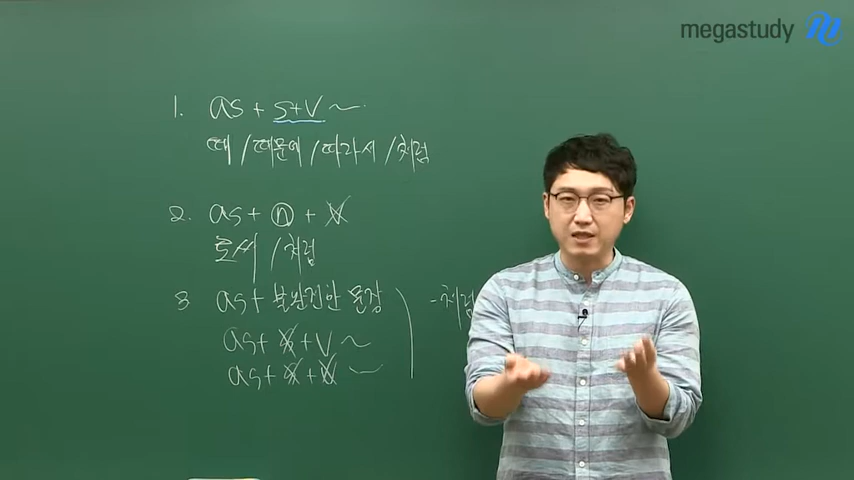 megastudy
1. as + s+v ~
때 / 때문에 / 따라서 / 처럼
2. as + n + v
로서 / 처럼
3 as + 불완전한 문장 - 처럼
as + s + v ~
as + s + v ~